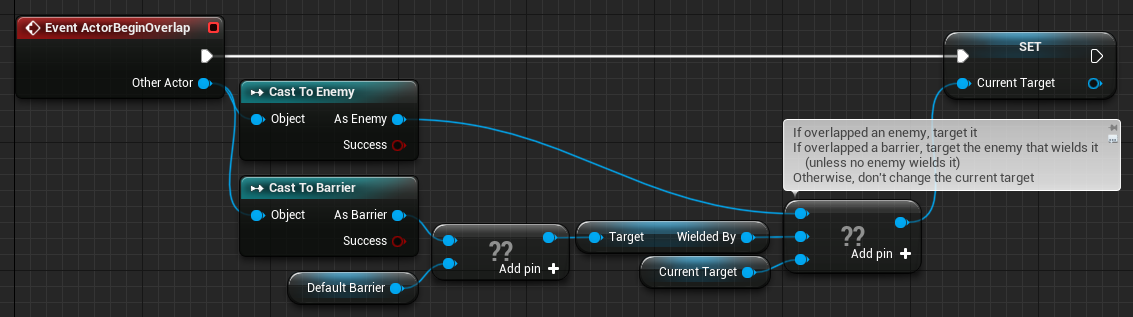 Event ActorBeginOverlap
Other Actor
SET
Current Target
Cast To Enemy
Object As Enemy
Success
Cast To Barrier
Object As Barrier
Success
??
Add pin
Default Barrier
Target Wielded By
Current Target
If overlapped an enemy, target it
If overlapped a barrier, target the enemy that wields it
(unless no enemy wields it)
Otherwise, don't change the current target
??
Add pin